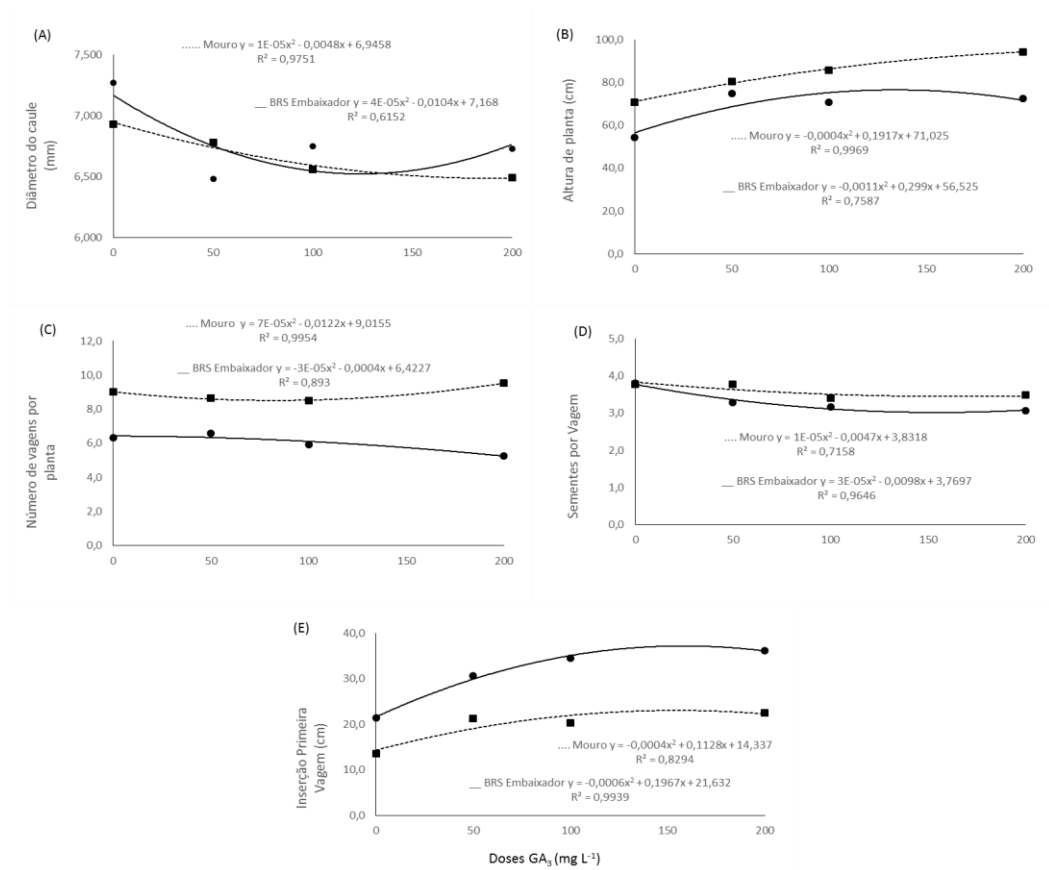 (A)
...... Mouro y = 1E-05x² - 0,0048x + 6,9458
R² = 0,9751
__ BRS Embaixador y = 4E-05x² - 0,0104x + 7,168
R² = 0,6152
7,500
7,000
6,500
6,000
0 50 100 150 200
Diâmetro do caule
(mm)
(B)
100,0
80,0
60,0
40,0
20,0
0,0
0 50 100 150 200
Altura de planta (cm)
..... Mouro y = -0,0004x² + 0,1917x + 71,025
R² = 0,9969
__ BRS Embaixador y = -0,0011x² + 0,299x + 56,525
R² = 0,7587
(C)
.... Mouro y = 7E-05x² - 0,0122x + 9,0155
R² = 0,9954
__ BRS Embaixador y = -3E-05x² - 0,0004x + 6,4227
R² = 0,893
12,0
10,0
8,0
6,0
4,0
2,0
0,0
0 50 100 150 200
Número de vagens por
planta
(D)
5,0
4,0
3,0
2,0
1,0
0,0
0 50 100 150 200
Sementes por Vagem
.... Mouro y = 1E-05x² - 0,0047x + 3,8318
R² = 0,7158
__ BRS Embaixador y = 3E-05x² - 0,0098x + 3,7697
R² = 0,9646
(E)
40,0
30,0
20,0
10,0
0,0
0 50 100 150 200
Inserção Primeira
Vagem (cm)
.... Mouro y = -0,0004x² + 0,1128x + 14,337
R² = 0,8294
__ BRS Embaixador y = -0,0006x² + 0,1967x + 21,632
R² = 0,9939
Doses GA₃ (mg L⁻¹)